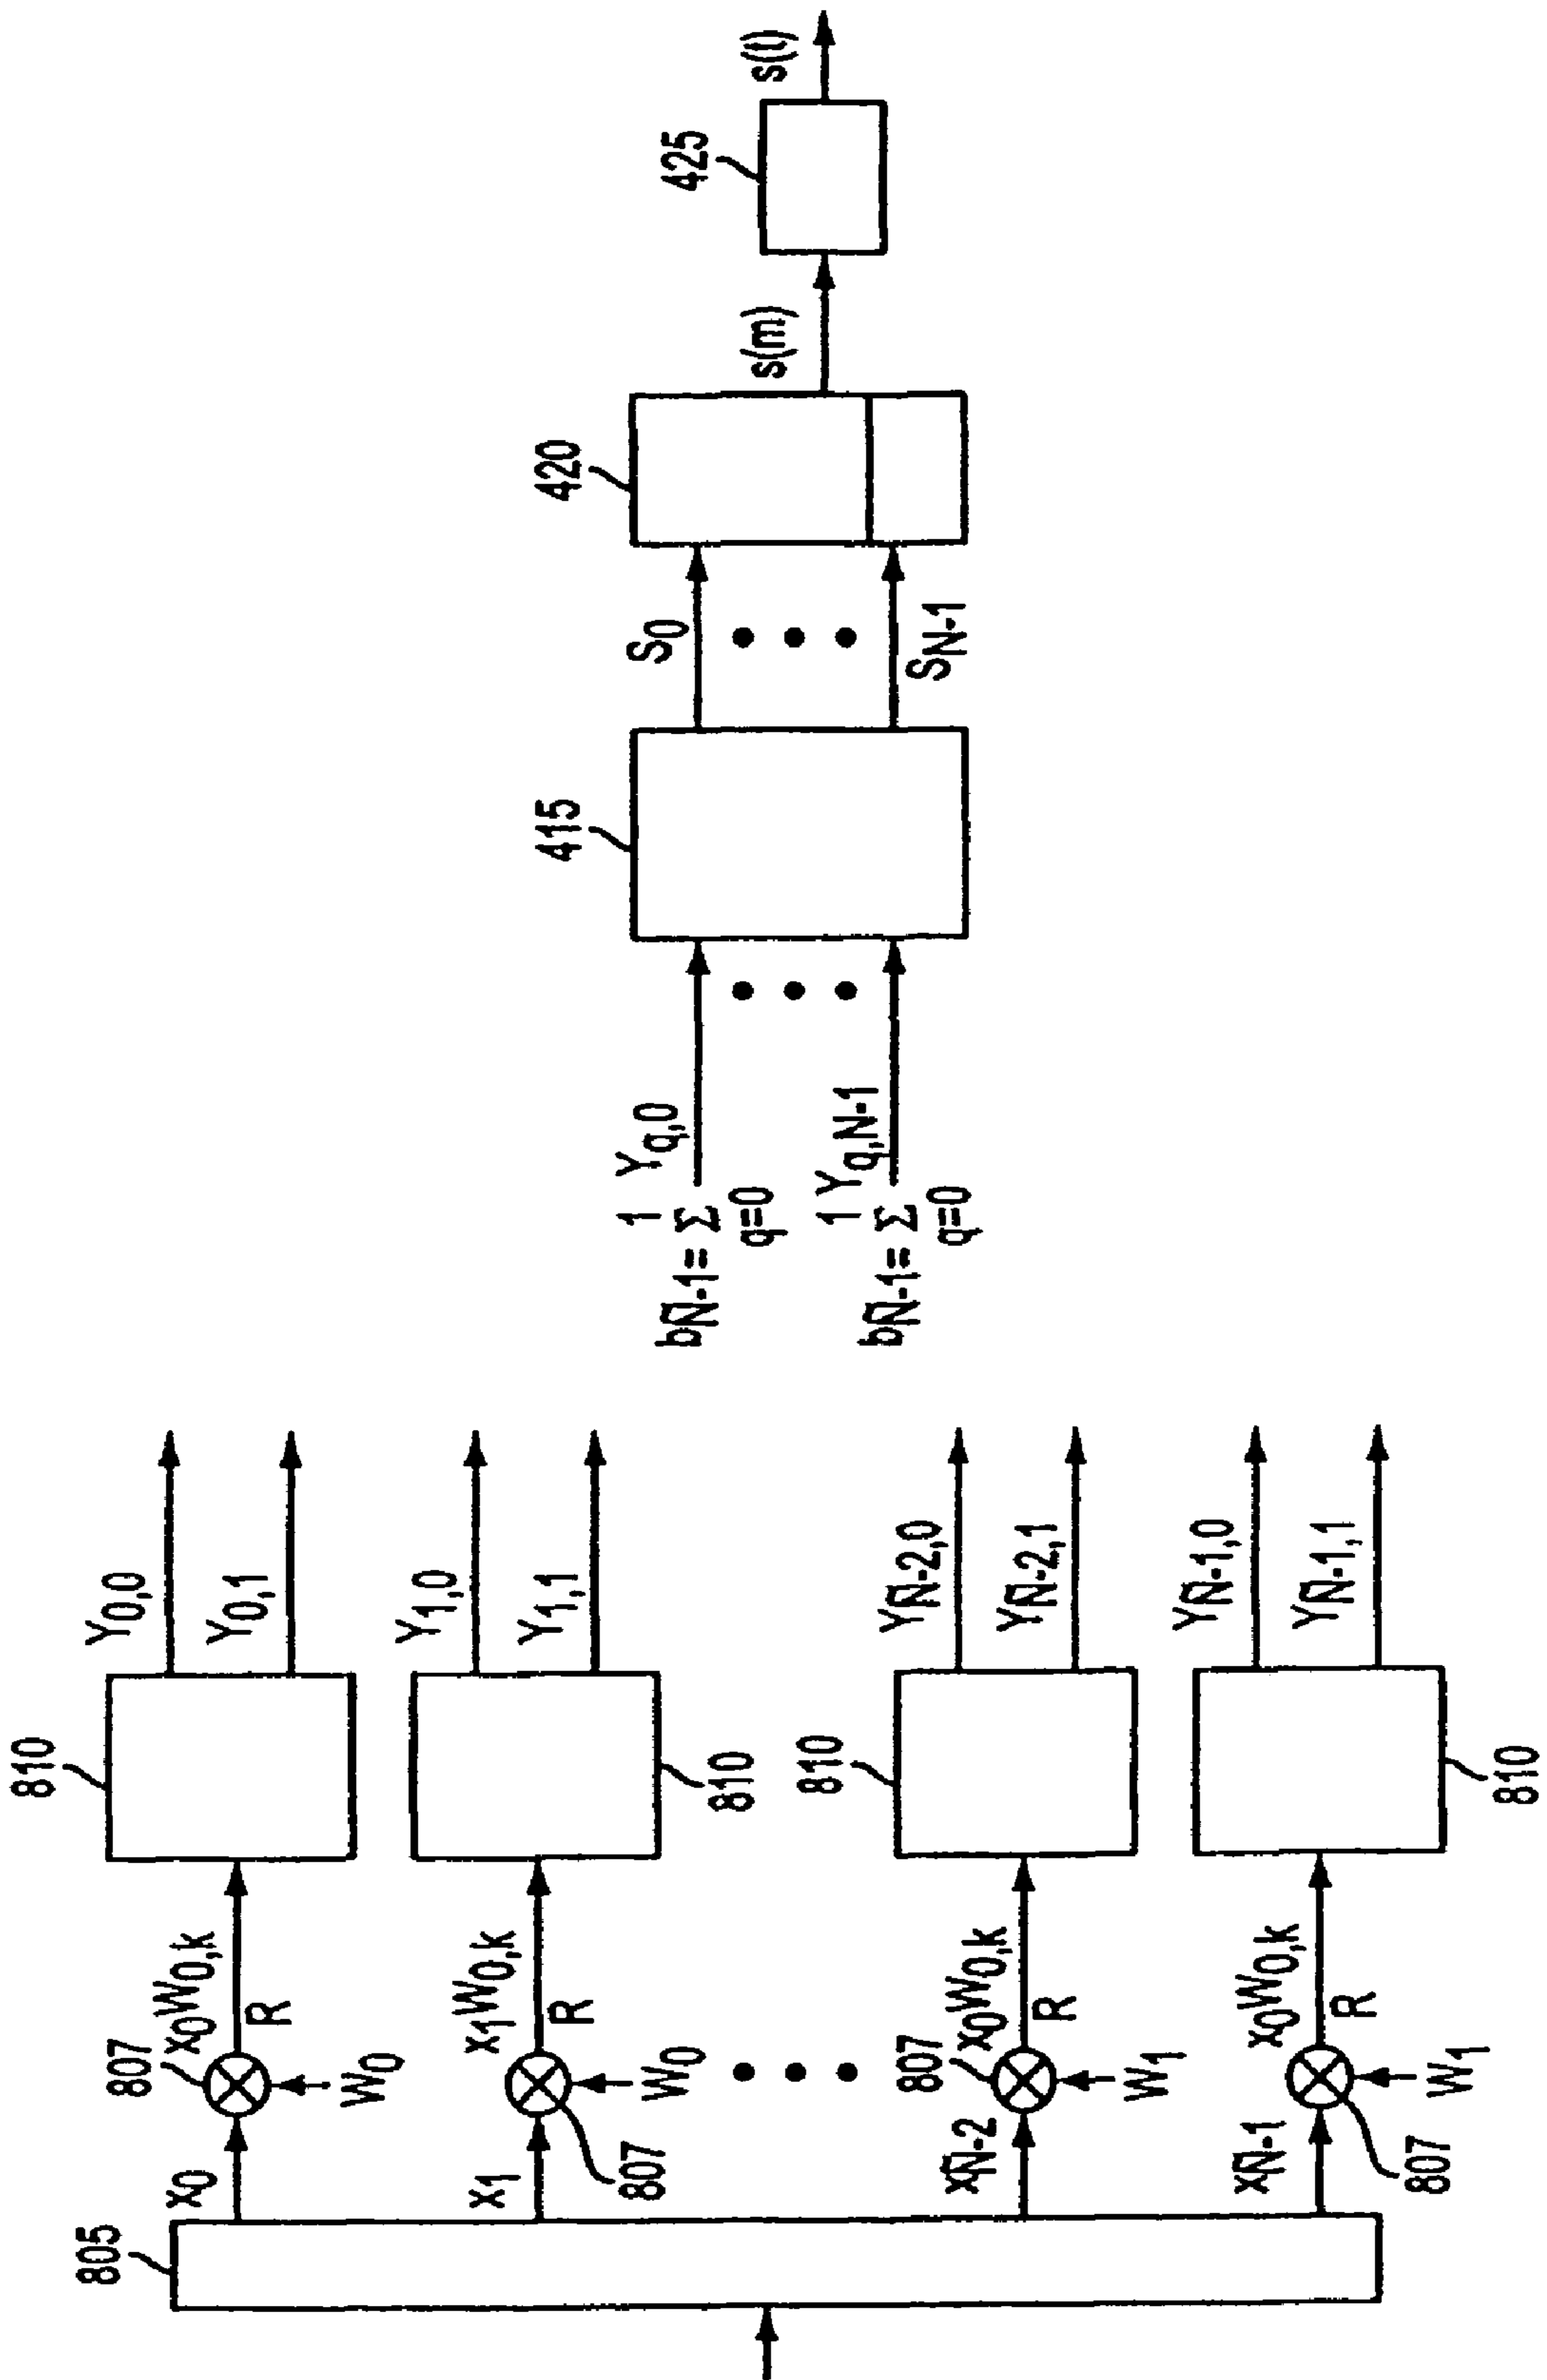 805
x0
807
x0W0,k
R
W0
810
Y0,0
Y0,1
x1
807
x1W0,k
R
W0
810
Y1,0
Y1,1
xN-2
807
x0W0,k
R
W1
810
YN-2,0
YN-2,1
xN-1
807
x0W0,k
R
W1
810
YN-1,0
YN-1,1
1
bN-1= Σ Yq,0
q=0
1
bN-1= Σ Yq,N-1
q=0
415
S0
SN-1
420
s(m)
425
s(t)